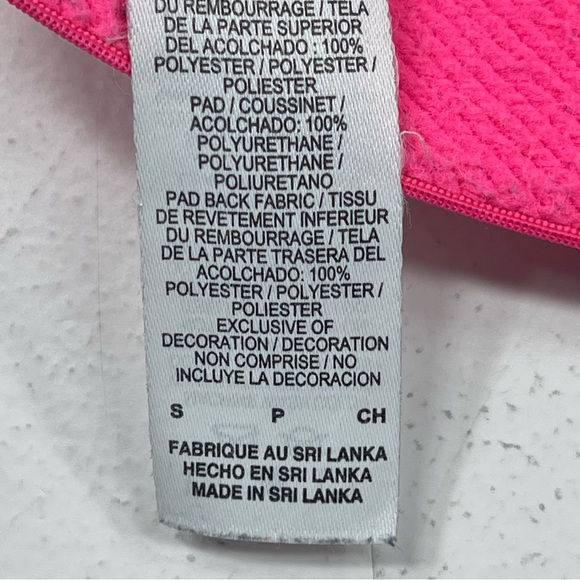 DU REMBOURRAGE / TELA
DE LA PARTE SUPERIOR
DEL ACOLCHADO: 100%
POLYESTER / POLYESTER /
POLIESTER
PAD / COUSSINET /
ACOLCHADO: 100%
POLYURETHANE /
POLYURETHANE /
POLIURETANO
PAD BACK FABRIC / TISSU
DE REVETEMENT INFERIEUR
DU REMBOURRAGE / TELA
DE LA PARTE TRASERA DEL
ACOLCHADO: 100%
POLYESTER / POLYESTER /
POLIESTER
EXCLUSIVE OF
DECORATION / DECORATION
NON COMPRISE / NO
INCLUYE LA DECORACION
S P CH
FABRIQUE AU SRI LANKA
HECHO EN SRI LANKA
MADE IN SRI LANKA